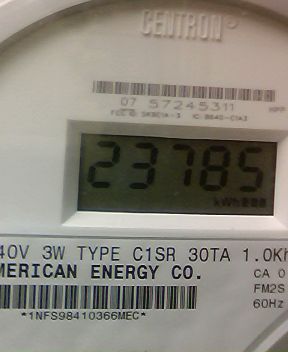 CENTRON
07 57245311
23785
kWh
40V 3W TYPE C1SR 30TA 1.0Kh
MERICAN ENERGY CO.
CA 0
FM2S
60Hz
*1NFS98410366MEC*